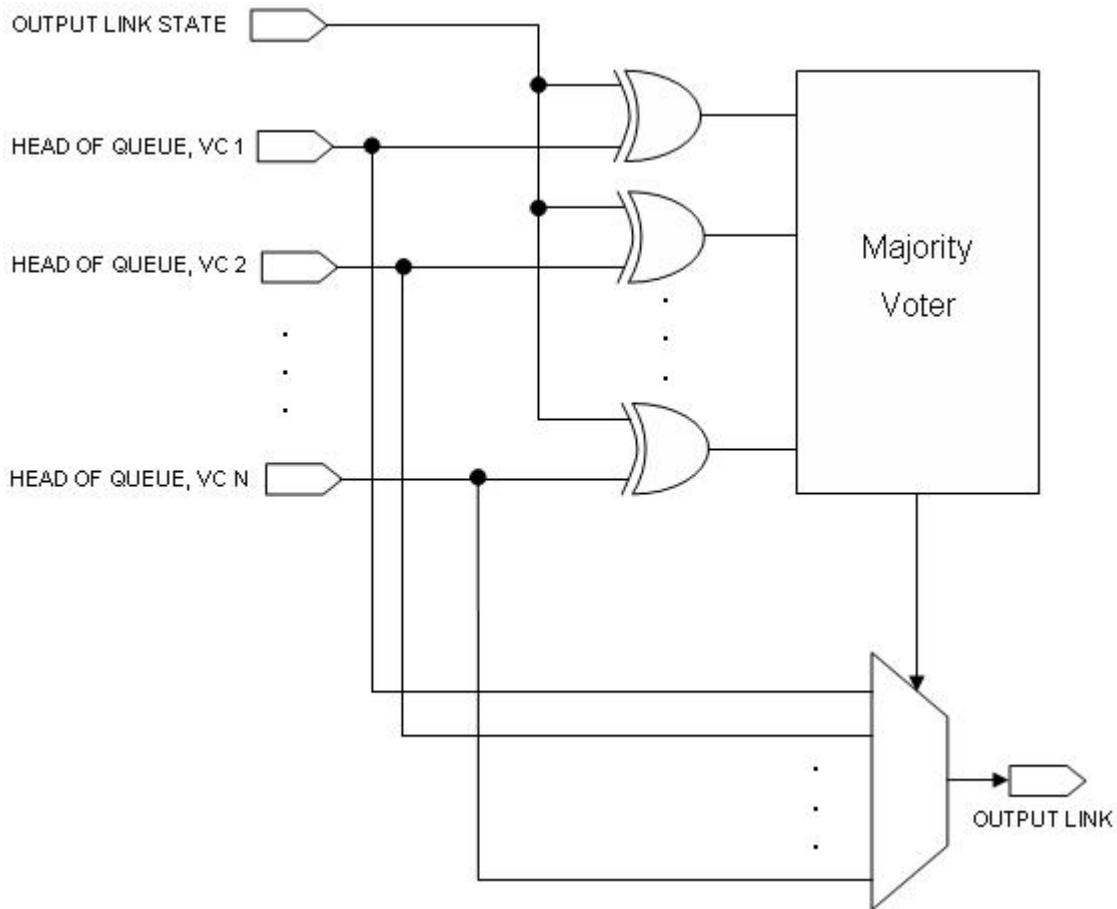 OUTPUT LINK STATE
HEAD OF QUEUE, VC 1
HEAD OF QUEUE, VC 2
HEAD OF QUEUE, VC N
Majority
Voter
OUTPUT LINK